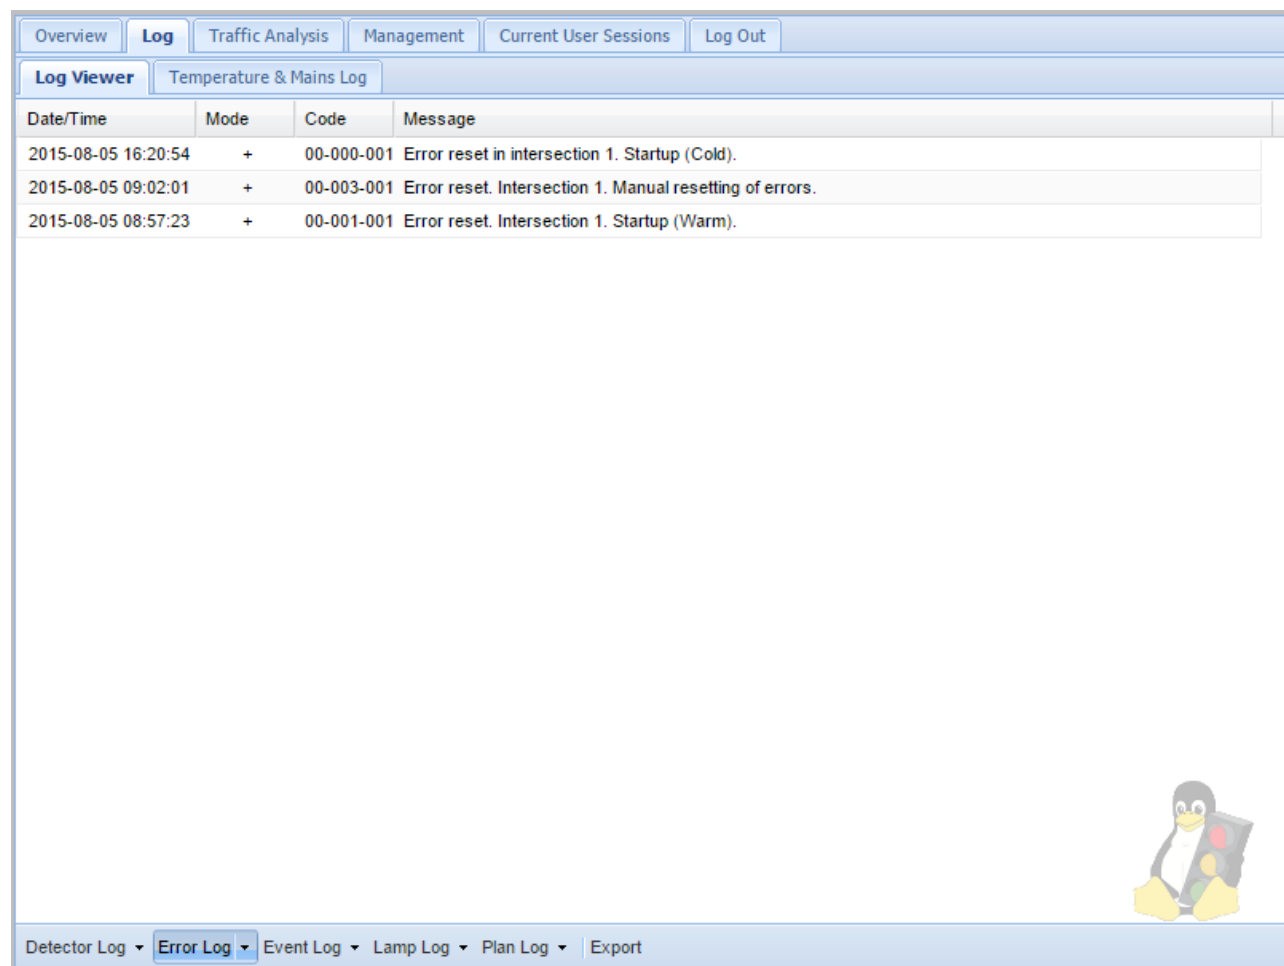 Overview Log Traffic Analysis Management Current User Sessions Log Out
Log Viewer Temperature & Mains Log
Date/Time Mode Code Message
2015-08-05 16:20:54 + 00-000-001 Error reset in intersection 1. Startup (Cold).
2015-08-05 09:02:01 + 00-003-001 Error reset. Intersection 1. Manual resetting of errors.
2015-08-05 08:57:23 + 00-001-001 Error reset. Intersection 1. Startup (Warm).
Detector Log Error Log Event Log Lamp Log Plan Log Export